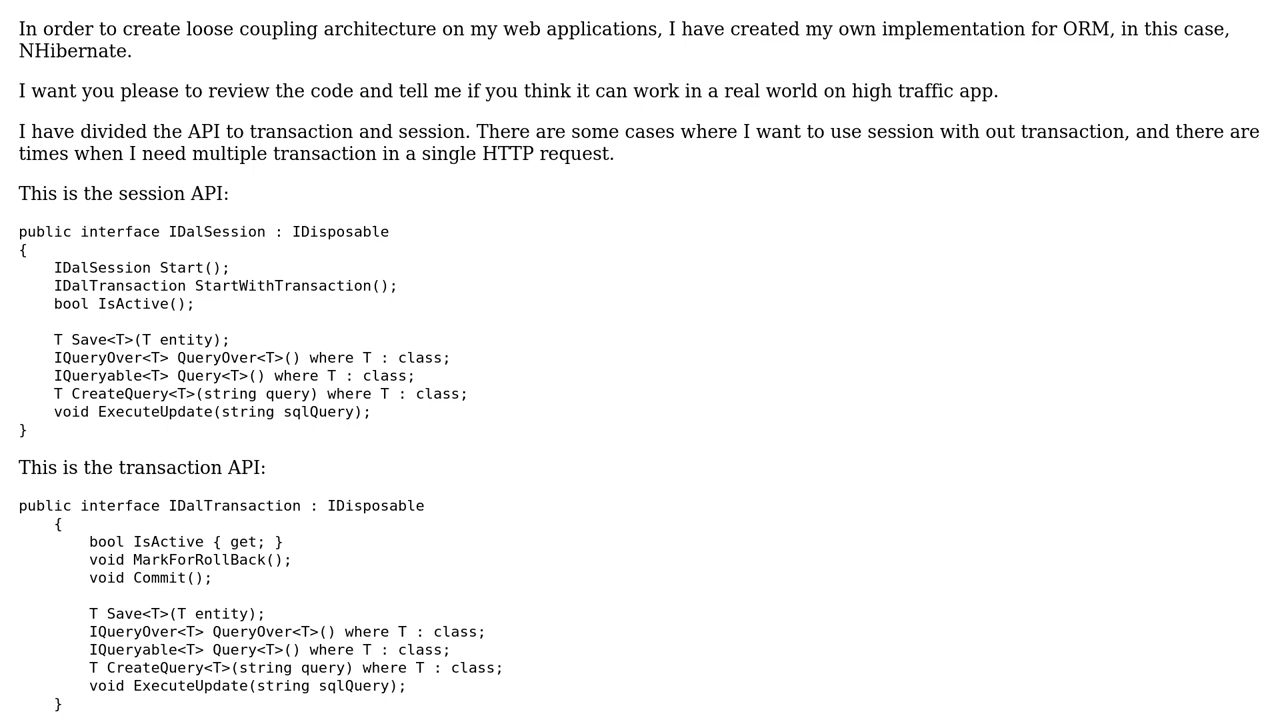 In order to create loose coupling architecture on my web applications, I have created my own implementation for ORM, in this case,
NHibernate.
I want you please to review the code and tell me if you think it can work in a real world on high traffic app.
I have divided the API to transaction and session. There are some cases where I want to use session with out transaction, and there are
times when I need multiple transaction in a single HTTP request.
This is the session API:
public interface IDalSession : IDisposable
{
    IDalSession Start();
    IDalTransaction StartWithTransaction();
    bool IsActive();

    T Save<T>(T entity);
    IQueryOver<T> QueryOver<T>() where T : class;
    IQueryable<T> Query<T>() where T : class;
    T CreateQuery<T>(string query) where T : class;
    void ExecuteUpdate(string sqlQuery);
}
This is the transaction API:
public interface IDalTransaction : IDisposable
    {
        bool IsActive { get; }
        void MarkForRollBack();
        void Commit();

        T Save<T>(T entity);
        IQueryOver<T> QueryOver<T>() where T : class;
        IQueryable<T> Query<T>() where T : class;
        T CreateQuery<T>(string query) where T : class;
        void ExecuteUpdate(string sqlQuery);
    }